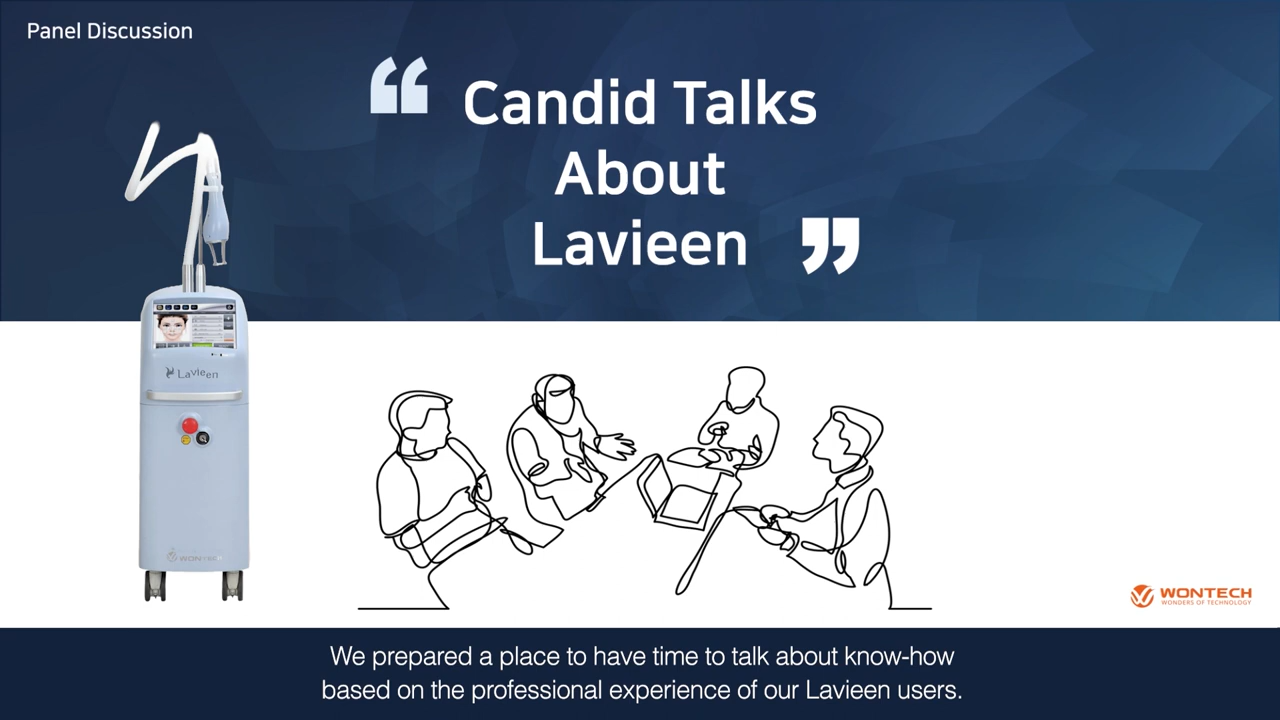 Panel Discussion
“ Candid Talks
About
Lavieen ”
Lavieen
WONTECH
WONTECH
WONDERS OF TECHNOLOGY
We prepared a place to have time to talk about know-how
based on the professional experience of our Lavieen users.